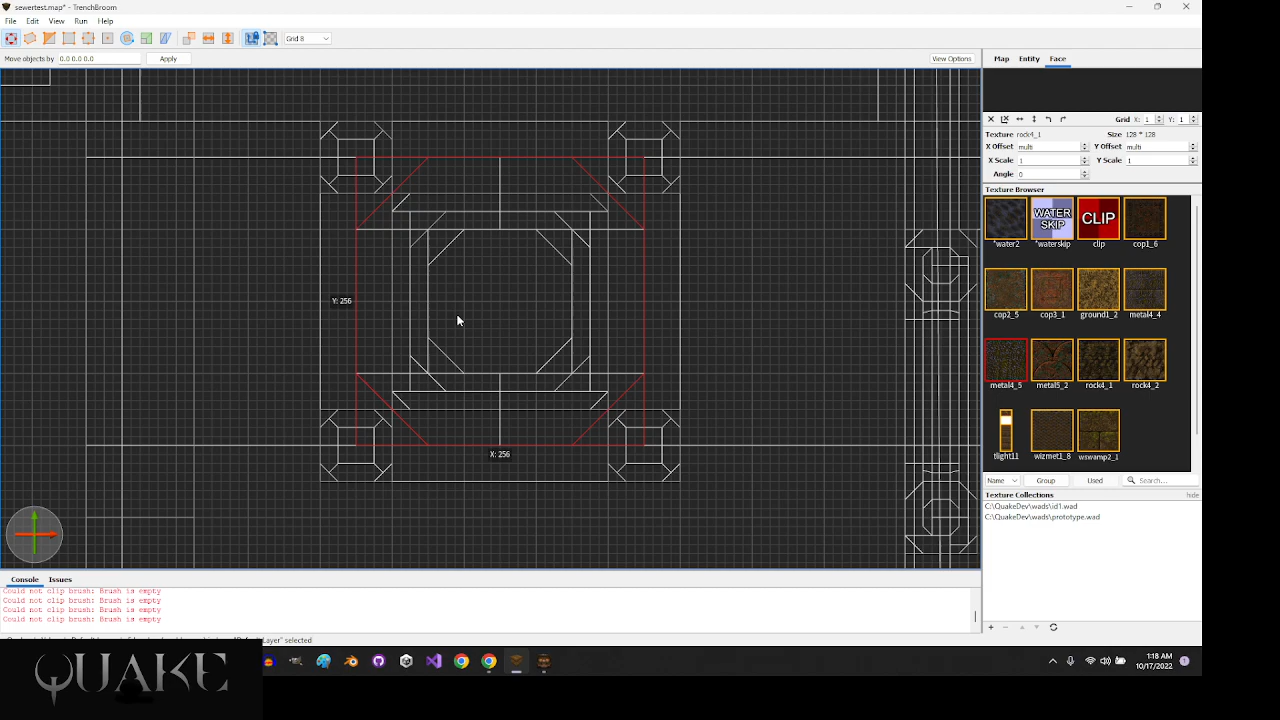 sewertest.map* - TrenchBroom
File Edit View Run Help
Grid 8
Move objects by 0.0 0.0 0.0 Apply View Options
Map Entity Face
Grid X: 1 Y: 1
Texture rock4_1 Size 128 * 128
X Offset multi Y Offset multi
X Scale 1 Y Scale 1
Angle 0
Texture Browser
WATER SKIP CLIP
*water2 *waterskip clip cop1_6
cop2_5 cop3_1 ground1_2 metal4_4
metal4_5 metal5_2 rock4_1 rock4_2
tlight11 wizmet1_8 wswamp2_1
Y: 256
X: 256
Name Group Used Search...
Texture Collections hide
C:\QuakeDev\wads\id1.wad
C:\QuakeDev\wads\prototype.wad
Console Issues
Could not clip brush: Brush is empty
Could not clip brush: Brush is empty
Could not clip brush: Brush is empty
Could not clip brush: Brush is empty
Layer" selected
QUAKE
1:18 AM
10/17/2022
1